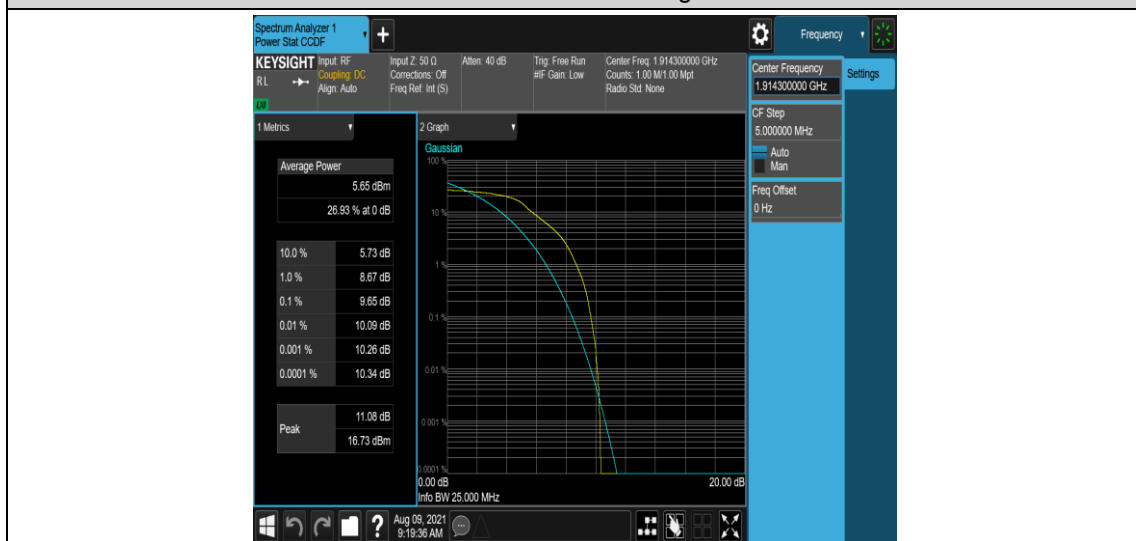 Spectrum Analyzer 1
Power Stat CCDF
+
Frequency
KEYSIGHT
RL
LXI
Input: RF
Coupling: DC
Align: Auto
Input Z: 50 Ω
Corrections: Off
Freq Ref: Int (S)
Atten: 40 dB
Trig: Free Run
#IF Gain: Low
Center Freq: 1.914300000 GHz
Counts: 1.00 M/1.00 Mpt
Radio Std: None
Center Frequency
1.914300000 GHz
Settings
CF Step
5.000000 MHz
Auto
Man
Freq Offset
0 Hz
1 Metrics
Average Power
5.65 dBm
26.93 % at 0 dB
10.0 % 5.73 dB
1.0 % 8.67 dB
0.1 % 9.65 dB
0.01 % 10.09 dB
0.001 % 10.26 dB
0.0001 % 10.34 dB
Peak
11.08 dB
16.73 dBm
2 Graph
Gaussian
100 %
10 %
1 %
0.1 %
0.01 %
0.001 %
0.0001 %
0.00 dB
20.00 dB
Info BW 25.000 MHz
?
Aug 09, 2021
9:19:36 AM